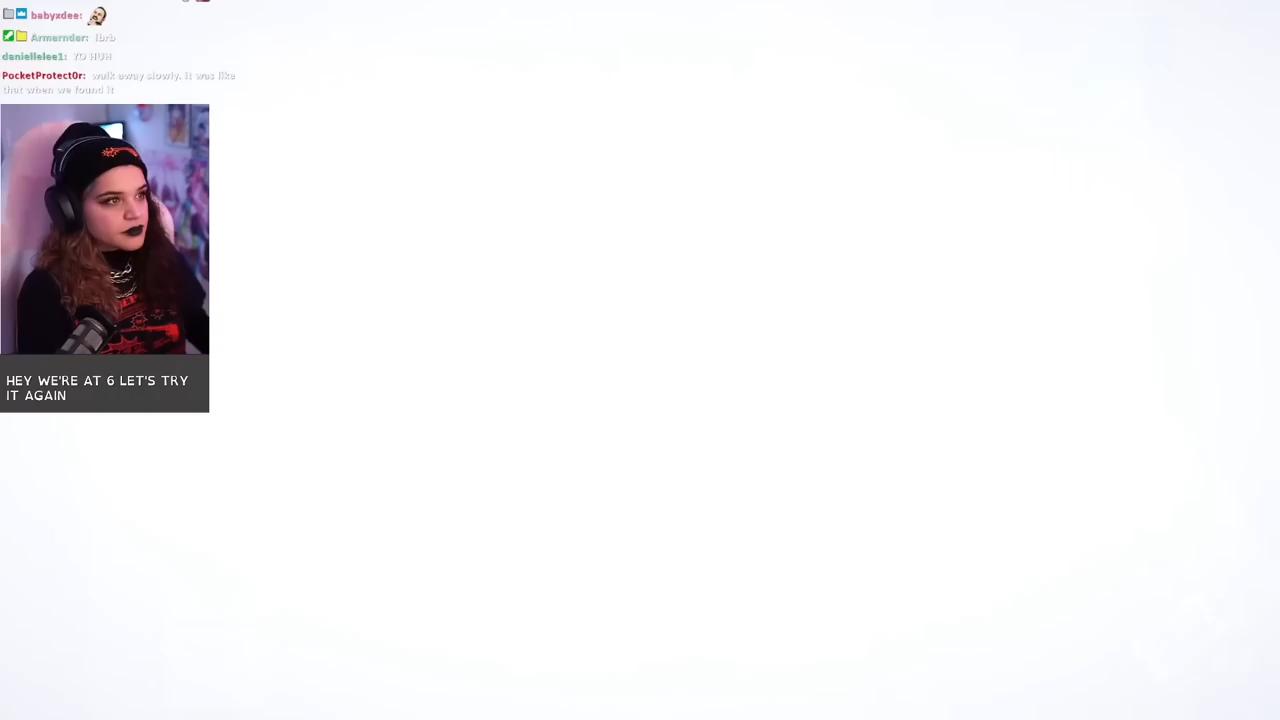 babyxdee:
Armernder: !brb
daniellelee1: YO HUH
PocketProtect0r: walk away slowly. it was like
that when we found it
HEY WE'RE AT 6 LET'S TRY
IT AGAIN